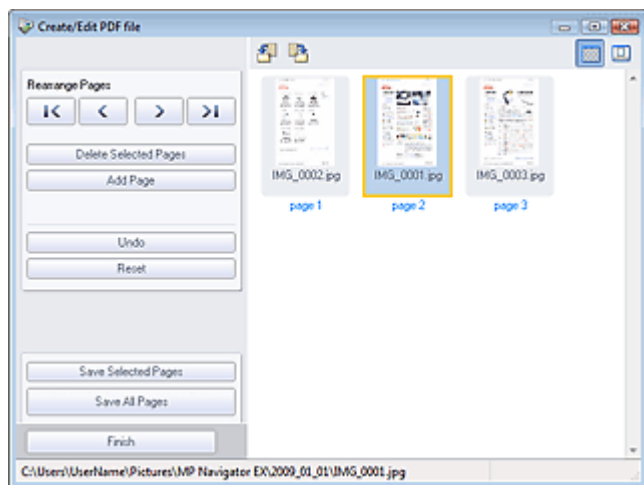 Create/Edit PDF file
Rearrange Pages
Delete Selected Pages
Add Page
Undo
Reset
Save Selected Pages
Save All Pages
Finish
IMG_0002.jpg
IMG_0001.jpg
IMG_0003.jpg
page 1
page 2
page 3
C:\Users\UserName\Pictures\MP Navigator EX\2009_01_01\IMG_0001.jpg